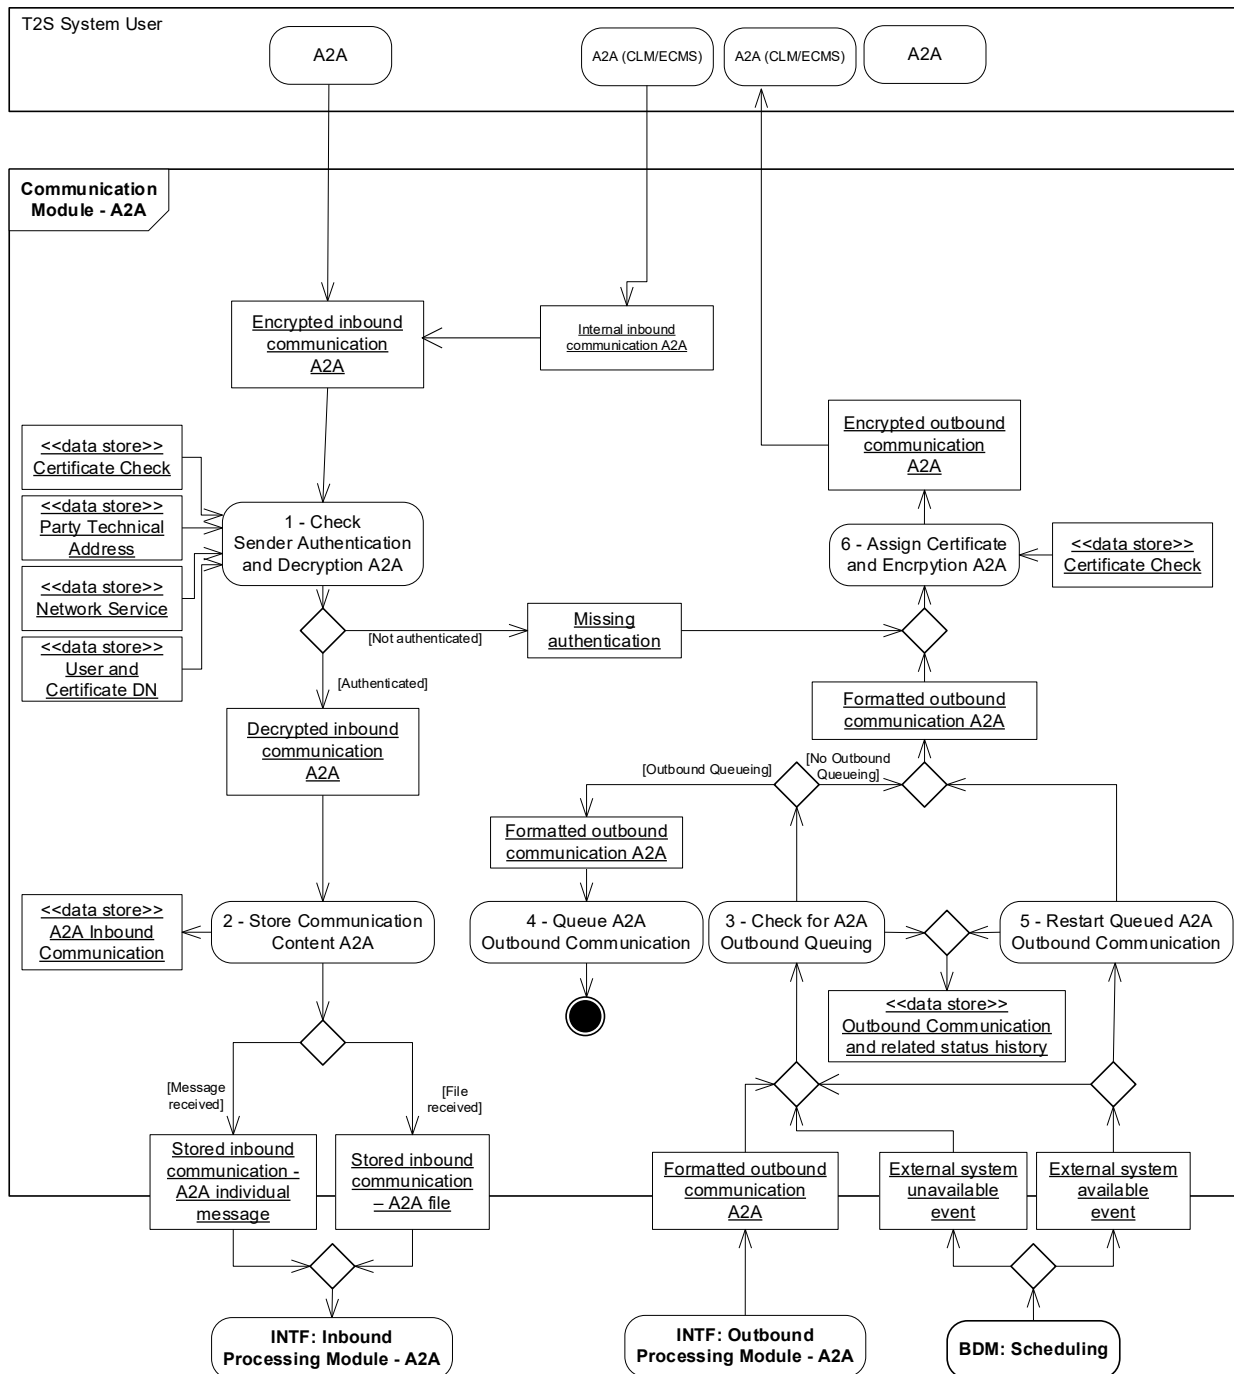 T2S System User
A2A
A2A (CLM/ECMS)
A2A (CLM/ECMS)
A2A
Communication
Module - A2A
Encrypted inbound
communication
A2A
Internal inbound
communication A2A
Encrypted outbound
communication
A2A
<<data store>>
Certificate Check
<<data store>>
Party Technical
Address
<<data store>>
Network Service
<<data store>>
User and
Certificate DN
1 - Check
Sender Authentication
and Decryption A2A
6 - Assign Certificate
and Encrpytion A2A
<<data store>>
Certificate Check
[Not authenticated]
Missing
authentication
[Authenticated]
Decrypted inbound
communication
A2A
Formatted outbound
communication A2A
[Outbound Queueing]
[No Outbound
Queueing]
Formatted outbound
communication A2A
<<data store>>
A2A Inbound
Communication
2 - Store Communication
Content A2A
4 - Queue A2A
Outbound Communication
3 - Check for A2A
Outbound Queuing
5 - Restart Queued A2A
Outbound Communication
<<data store>>
Outbound Communication
and related status history
[Message
received]
[File
received]
Stored inbound
communication -
A2A individual
message
Stored inbound
communication
– A2A file
Formatted outbound
communication
A2A
External system
unavailable
event
External system
available
event
INTF: Inbound
Processing Module - A2A
INTF: Outbound
Processing Module - A2A
BDM: Scheduling